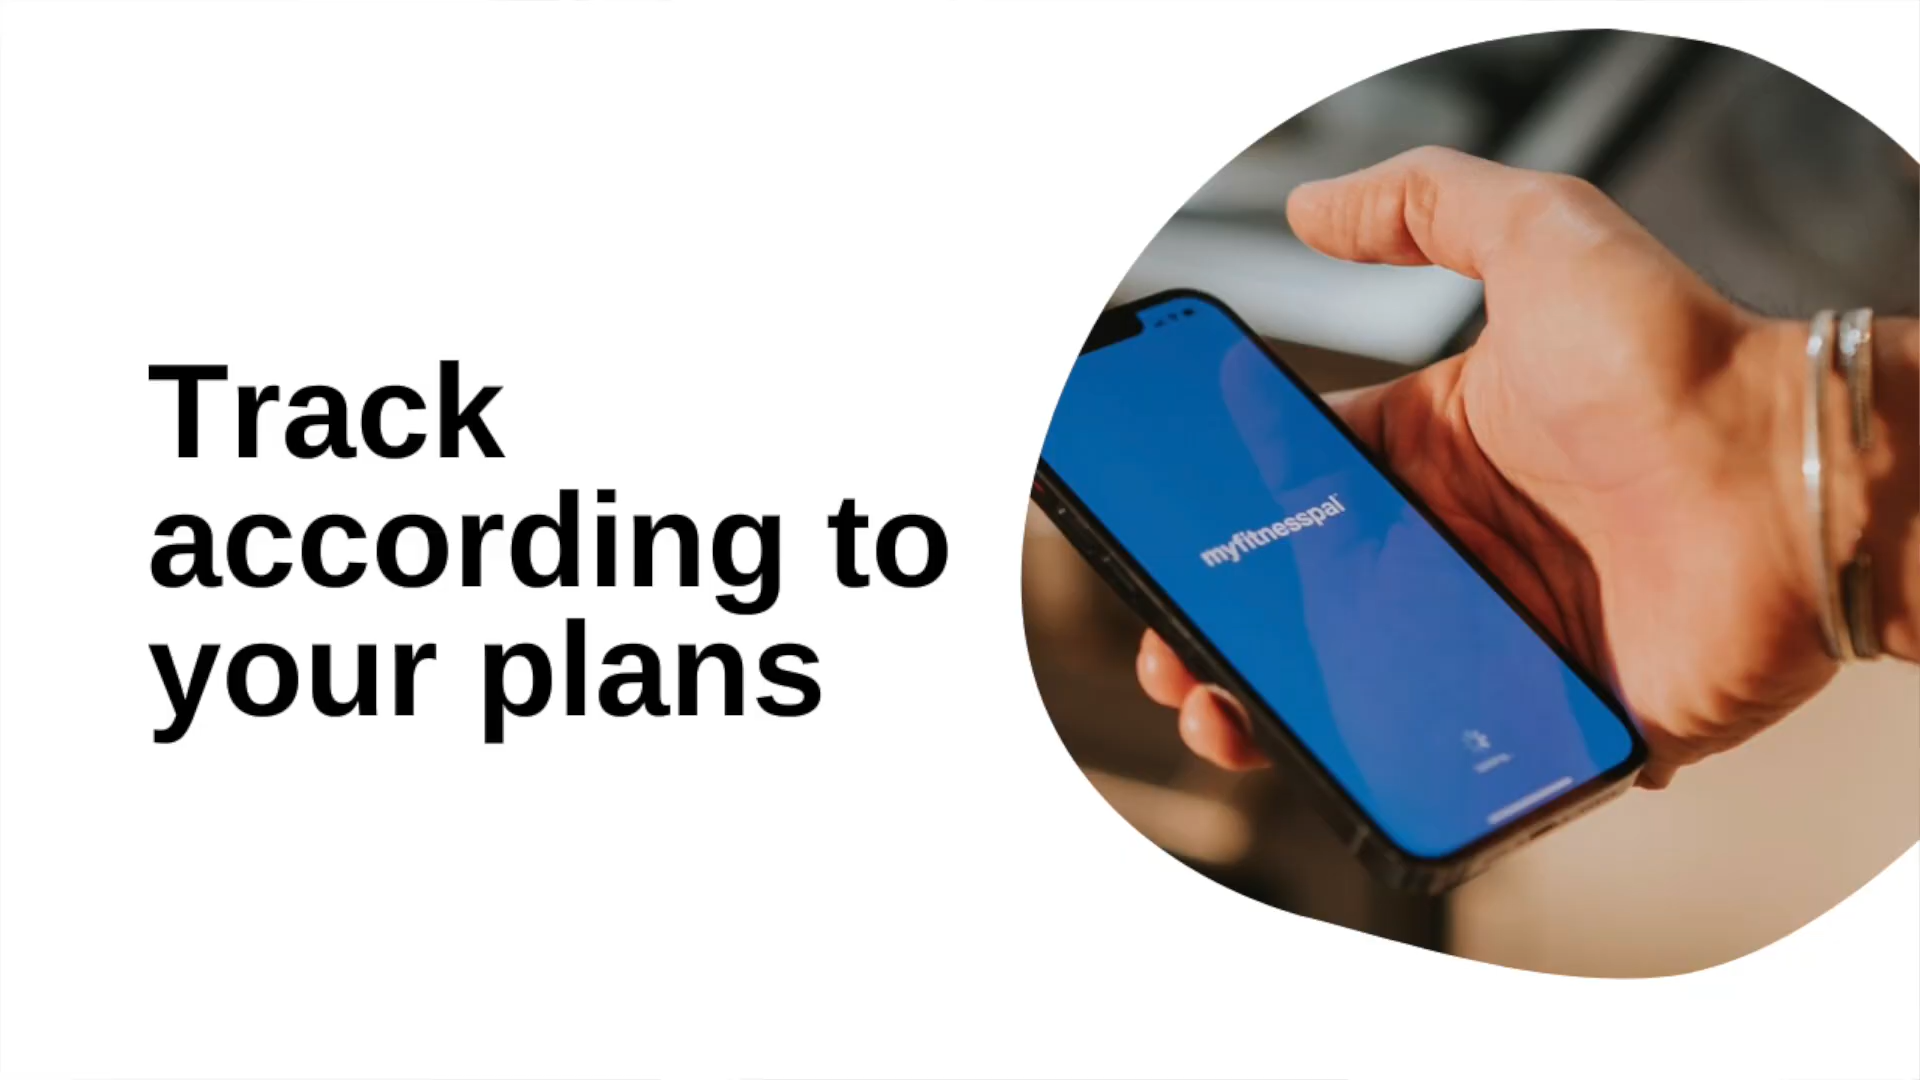 Track
according to
your plans
myfitnesspal